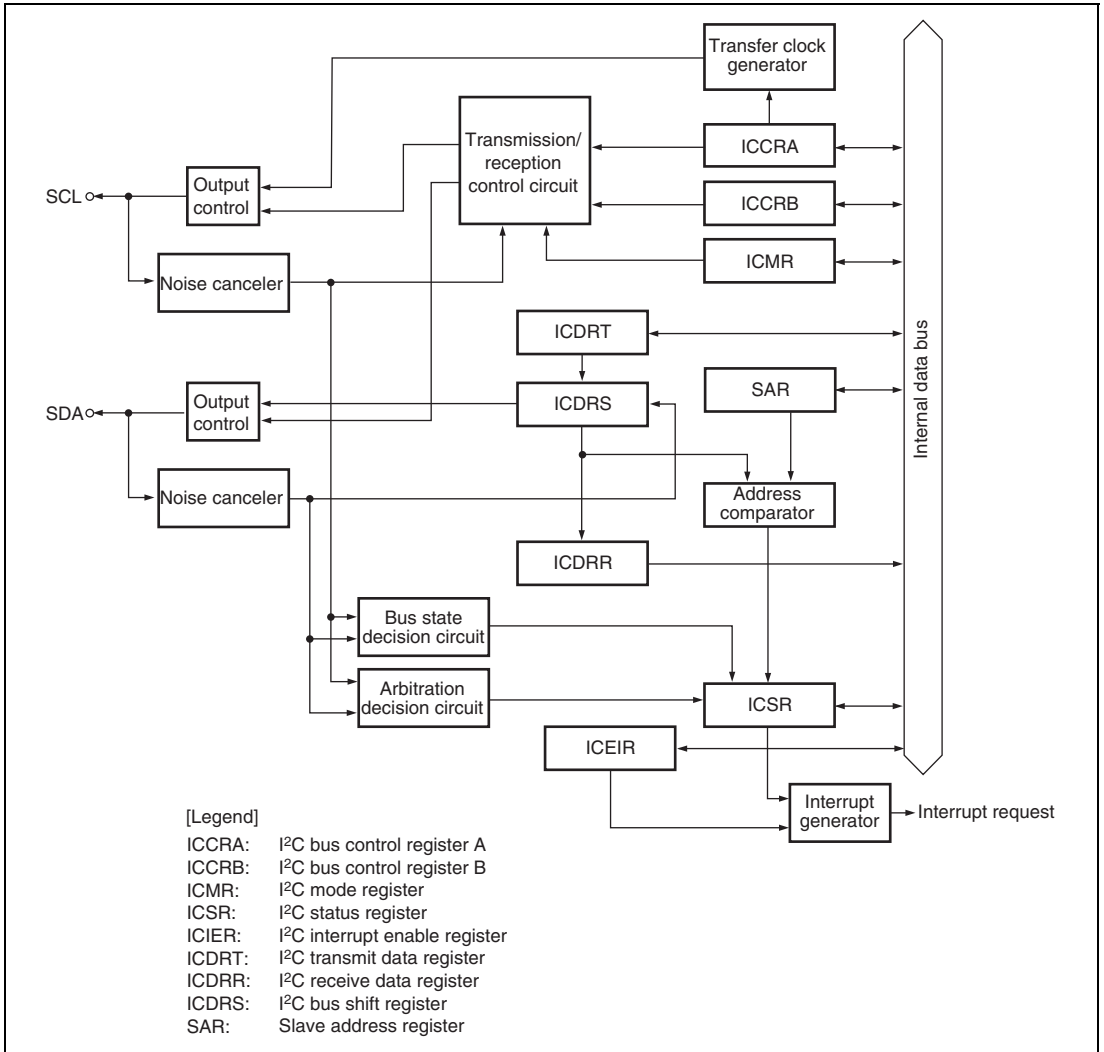 Transfer clock
generator
Transmission/
reception
control circuit
ICCRA
SCL
Output
control
ICCRB
ICMR
Noise canceler
ICDRT
Internal data bus
SDA
Output
control
ICDRS
SAR
Noise canceler
Address
comparator
ICDRR
Bus state
decision circuit
Arbitration
decision circuit
ICSR
ICEIR
Interrupt
generator
Interrupt request
[Legend]
ICCRA: I²C bus control register A
ICCRB: I²C bus control register B
ICMR: I²C mode register
ICSR: I²C status register
ICIER: I²C interrupt enable register
ICDRT: I²C transmit data register
ICDRR: I²C receive data register
ICDRS: I²C bus shift register
SAR: Slave address register